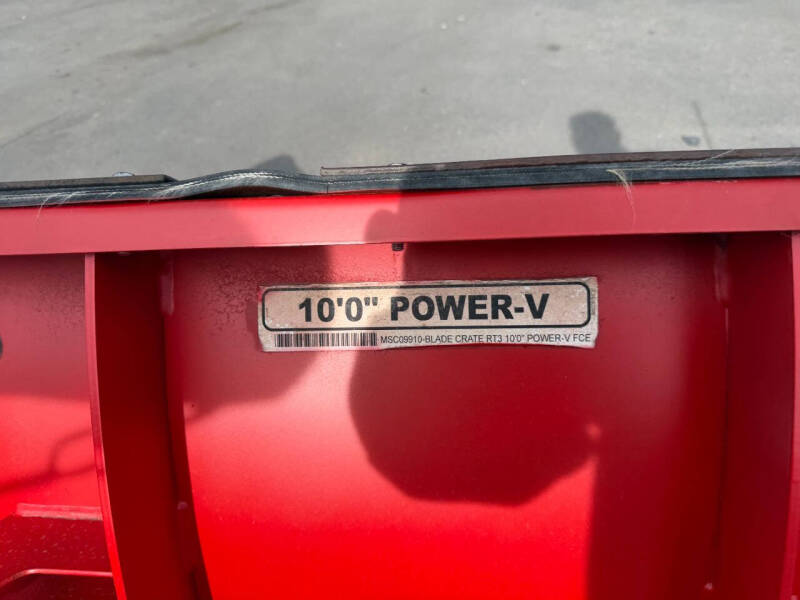 10'0" POWER-V
MSC09910-BLADE CRATE RT3 10'0" POWER-V FCE